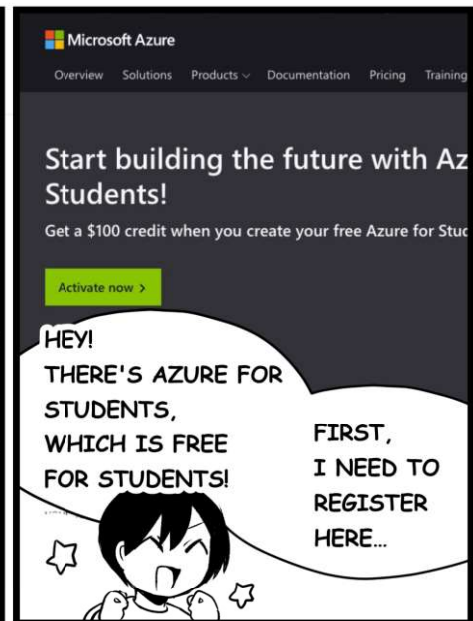 Microsoft Azure
Overview Solutions Products Documentation Pricing Training
Start building the future with Az
Students!
Get a $100 credit when you create your free Azure for Stud
Activate now >
HEY!
THERE'S AZURE FOR
STUDENTS,
WHICH IS FREE
FOR STUDENTS!
FIRST,
I NEED TO
REGISTER
HERE...